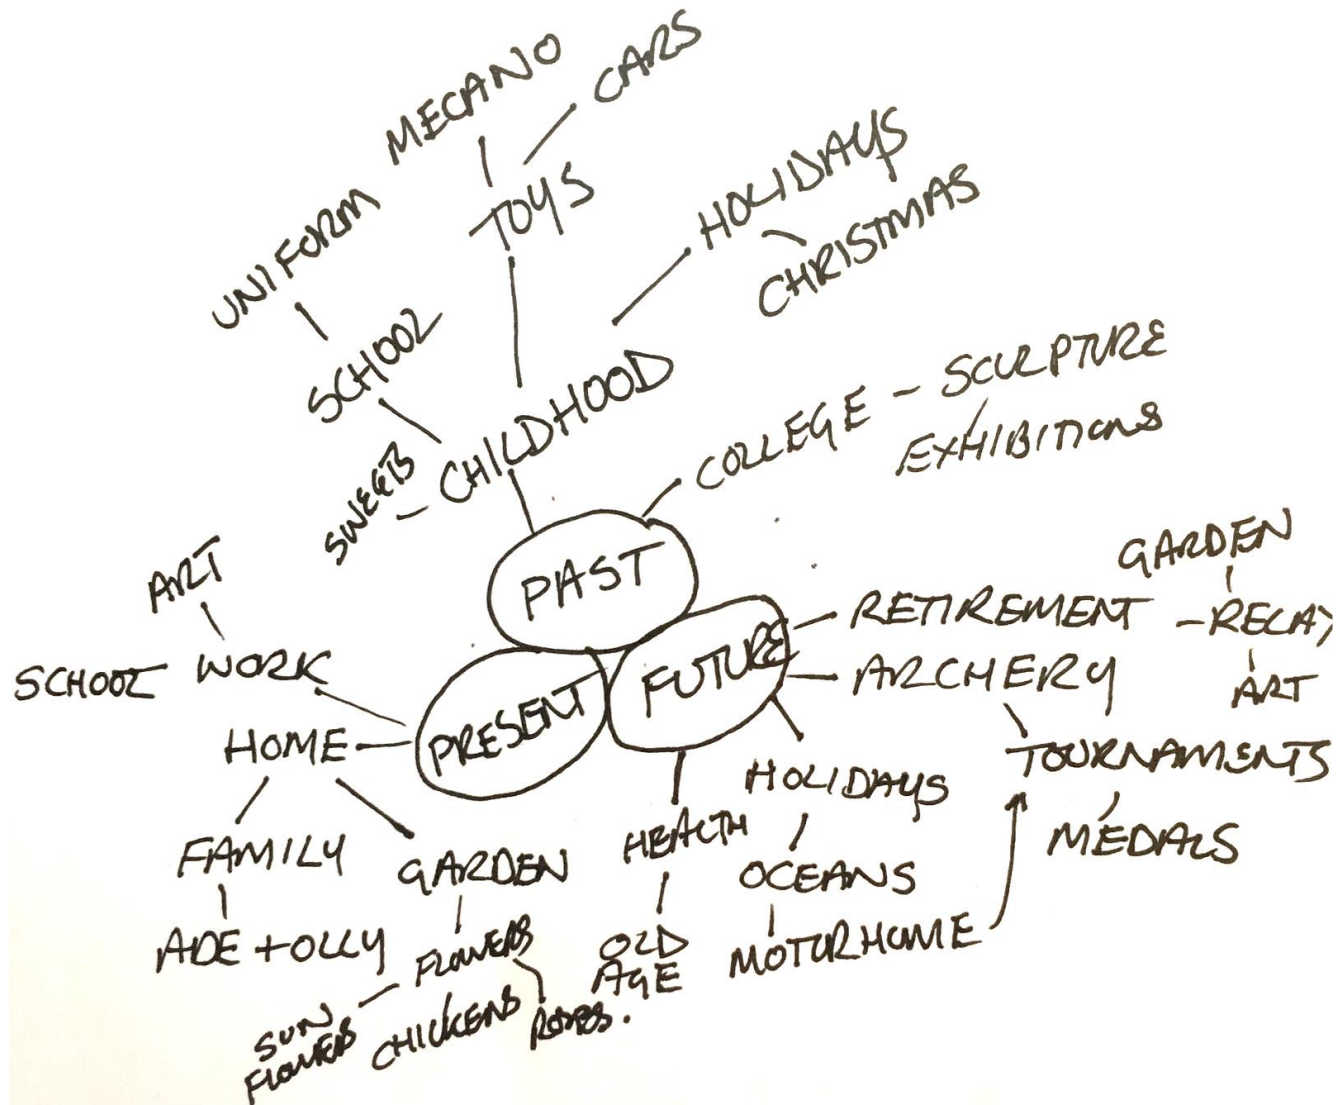 MECANO
CARS
TOYS
UNIFORM
HOLIDAYS
CHRISTMAS
SCHOOL
CHILDHOOD
SWEETS
COLLEGE - SCULPTURE
EXHIBITIONS
PAST
ART
SCHOOL WORK
HOME
PRESENT
FAMILY
ADE + OLLY
GARDEN
FLOWERS
SUN
FLOWERS
CHICKENS
ROSES.
FUTURE
RETIREMENT - RELAX
GARDEN
ART
ARCHERY
TOURNAMENTS
MEDALS
HOLIDAYS
OCEANS
MOTORHOME
HEALTH
OLD
AGE